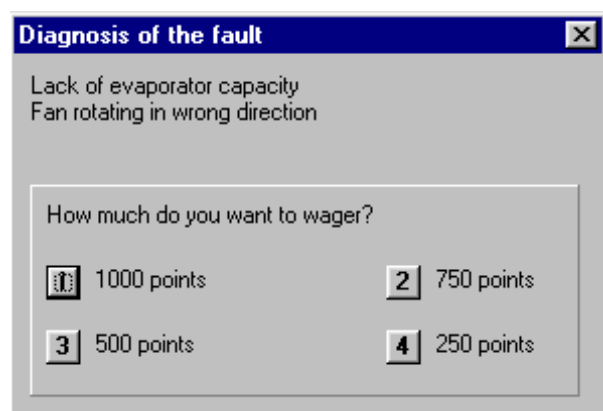 Diagnosis of the fault
Lack of evaporator capacity
Fan rotating in wrong direction
How much do you want to wager?
1 1000 points
2 750 points
3 500 points
4 250 points